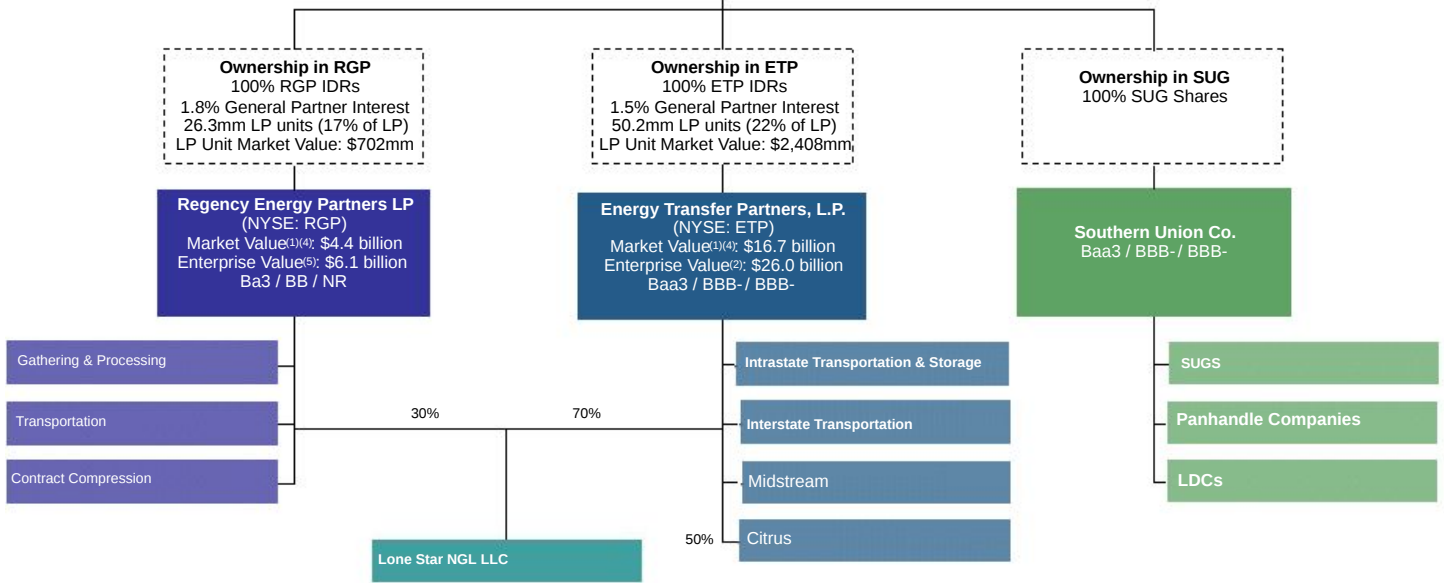 Ownership in RGP
100% RGP IDRs
1.8% General Partner Interest
26.3mm LP units (17% of LP)
LP Unit Market Value: $702mm
Ownership in ETP
100% ETP IDRs
1.5% General Partner Interest
50.2mm LP units (22% of LP)
LP Unit Market Value: $2,408mm
Ownership in SUG
100% SUG Shares
Regency Energy Partners LP
(NYSE: RGP)
Market Value(1)(4): $4.4 billion
Enterprise Value(5): $6.1 billion
Ba3 / BB / NR
Energy Transfer Partners, L.P.
(NYSE: ETP)
Market Value(1)(4): $16.7 billion
Enterprise Value(2): $26.0 billion
Baa3 / BBB- / BBB-
Southern Union Co.
Baa3 / BBB- / BBB-
Gathering & Processing
Transportation
Contract Compression
30%
70%
Lone Star NGL LLC
Intrastate Transportation & Storage
Interstate Transportation
Midstream
50%
Citrus
SUGS
Panhandle Companies
LDCs